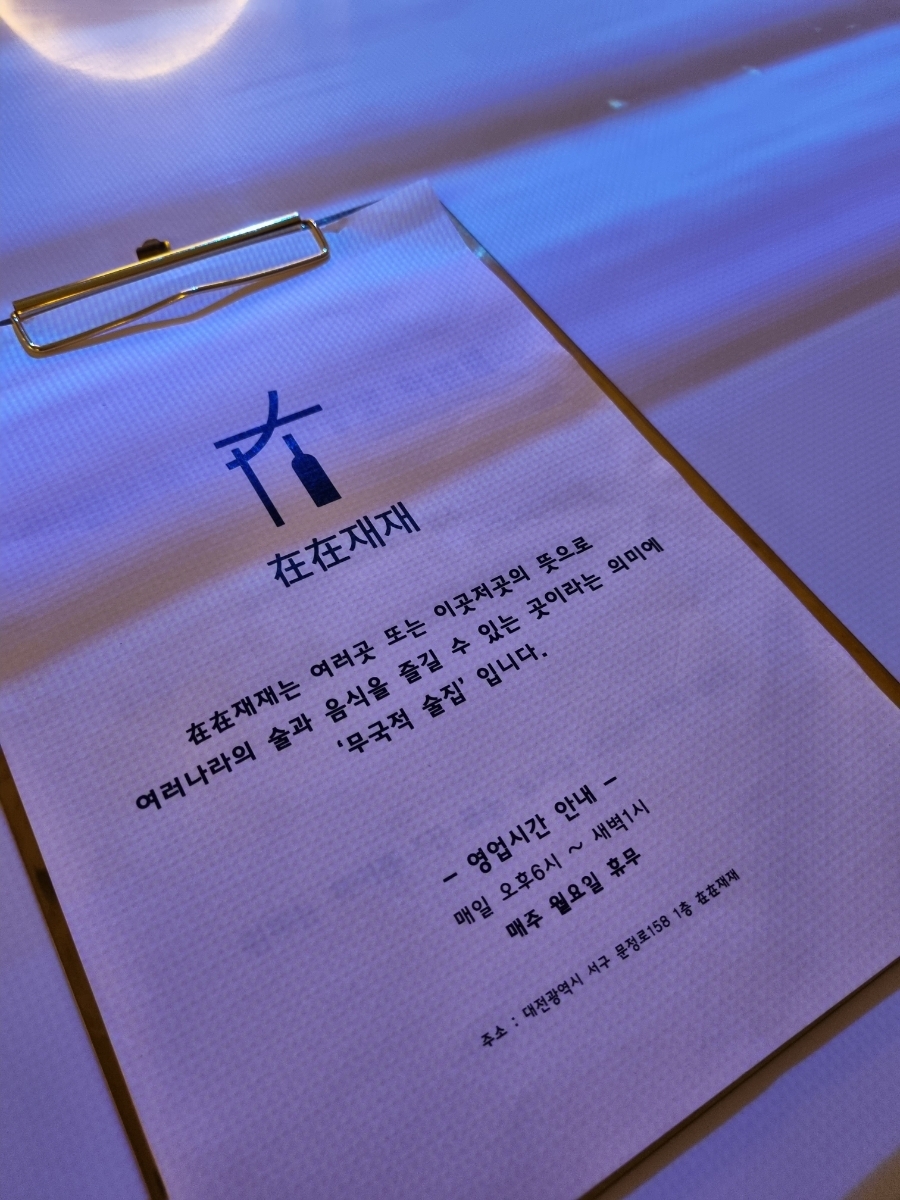 在在재재
在在재재는 여러곳 또는 이곳저곳의 뜻으로
여러나라의 술과 음식을 즐길 수 있는 곳이라는 의미에
‘무국적 술집’ 입니다.
– 영업시간 안내 –
매일 오후6시 ~ 새벽1시
매주 월요일 휴무
주소 : 대전광역시 서구 문정로158 1층 在在재재